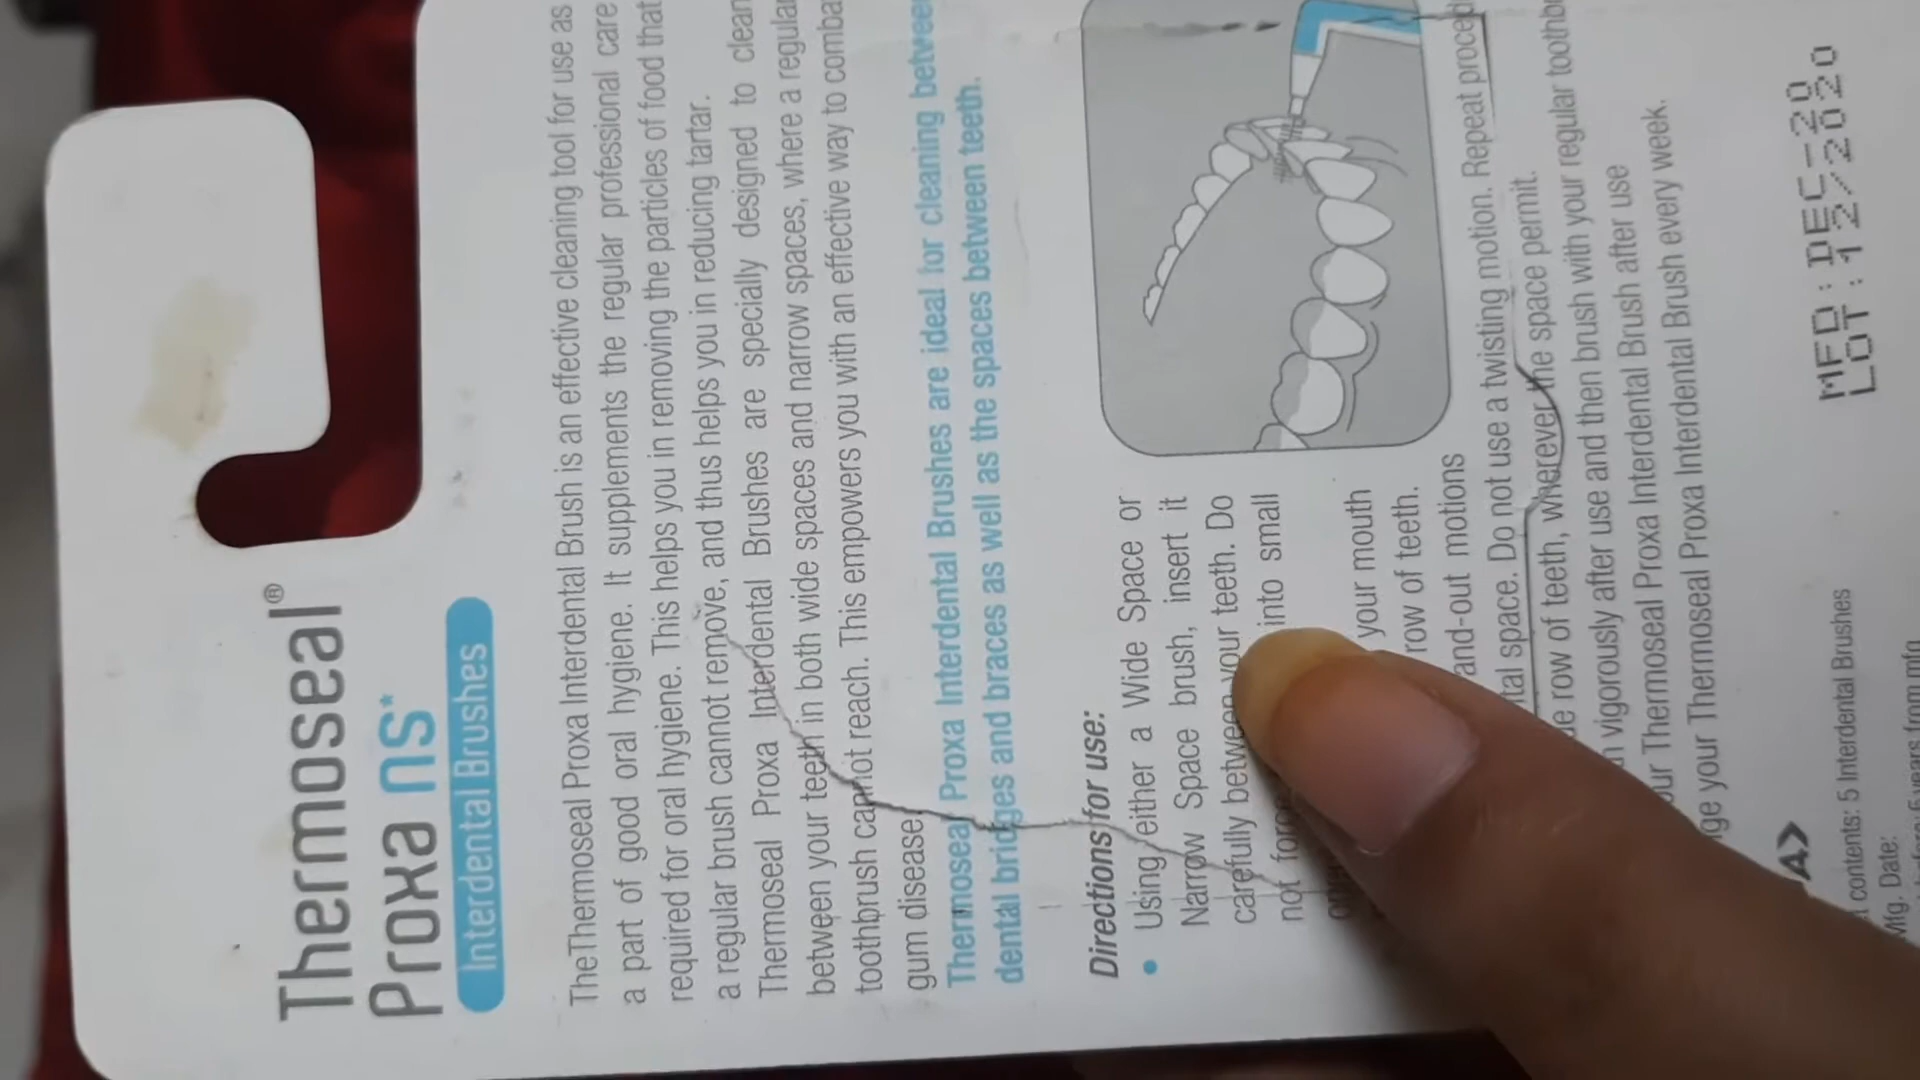 Thermoseal®
Proxa ns*
Interdental Brushes
TheThermoseal Proxa Interdental Brush is an effective cleaning tool for use as
a part of good oral hygiene. It supplements the regular professional care
required for oral hygiene. This helps you in removing the particles of food that
a regular brush cannot remove, and thus helps you in reducing tartar.
Thermoseal Proxa Interdental Brushes are specially designed to clean
between your teeth in both wide spaces and narrow spaces, where a regular
toothbrush cannot reach. This empowers you with an effective way to
gum disease.
Thermoseal Proxa Interdental Brushes are ideal for cleaning between
dental bridges and braces as well as the spaces between teeth.
Directions for use:
• Using either a Wide Space or
Narrow Space brush, insert it
carefully between your teeth. Do
not into small
your mouth
row of teeth.
and-out motions
space. Do not use a twisting motion. Repeat
row of teeth, wherever the space permit.
vigorously after use and then brush with your regular
Thermoseal Proxa Interdental Brush after use
your Thermoseal Proxa Interdental Brush every week.
MFD: DEC-20
LOT: 12/2020
contents: 5 Interdental Brushes
Mfg. Date:
5 years from mfg